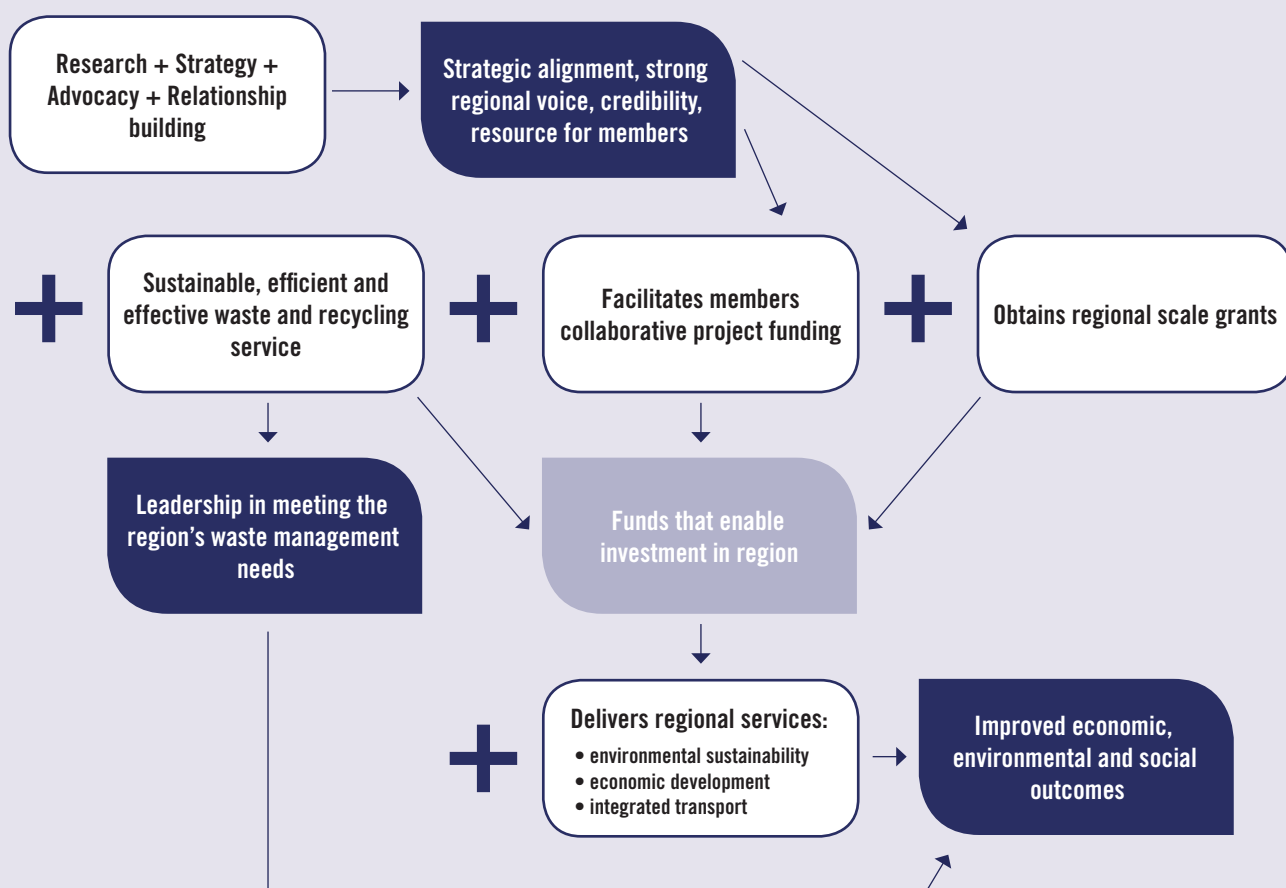 Research + Strategy +
Advocacy + Relationship
building
Strategic alignment, strong
regional voice, credibility,
resource for members
Sustainable, efficient and
effective waste and recycling
service
Facilitates members
collaborative project funding
Obtains regional scale grants
Leadership in meeting the
region’s waste management
needs
Funds that enable
investment in region
Delivers regional services:
• environmental sustainability
• economic development
• integrated transport
Improved economic,
environmental and social
outcomes